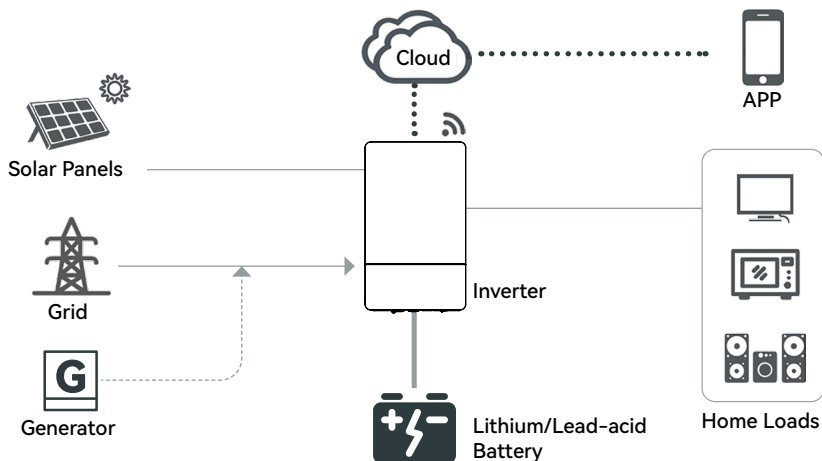 Cloud
APP
Solar Panels
Grid
Inverter
G
Generator
Lithium/Lead-acid
Battery
Home Loads